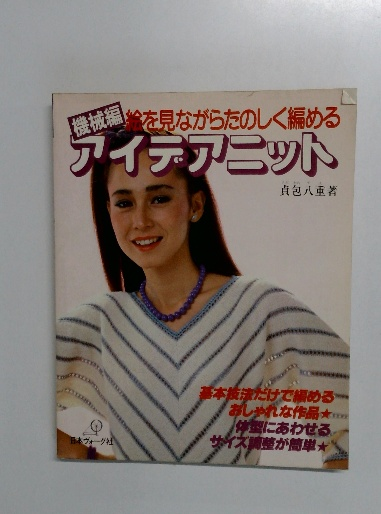 機械編
絵を見ながらたのしく編める
アイデアニット
貞包八重著
基本技法だけで編める
おしゃれな作品★
体型にあわせる
サイズ調整が簡単★
日本ヴォーグ社